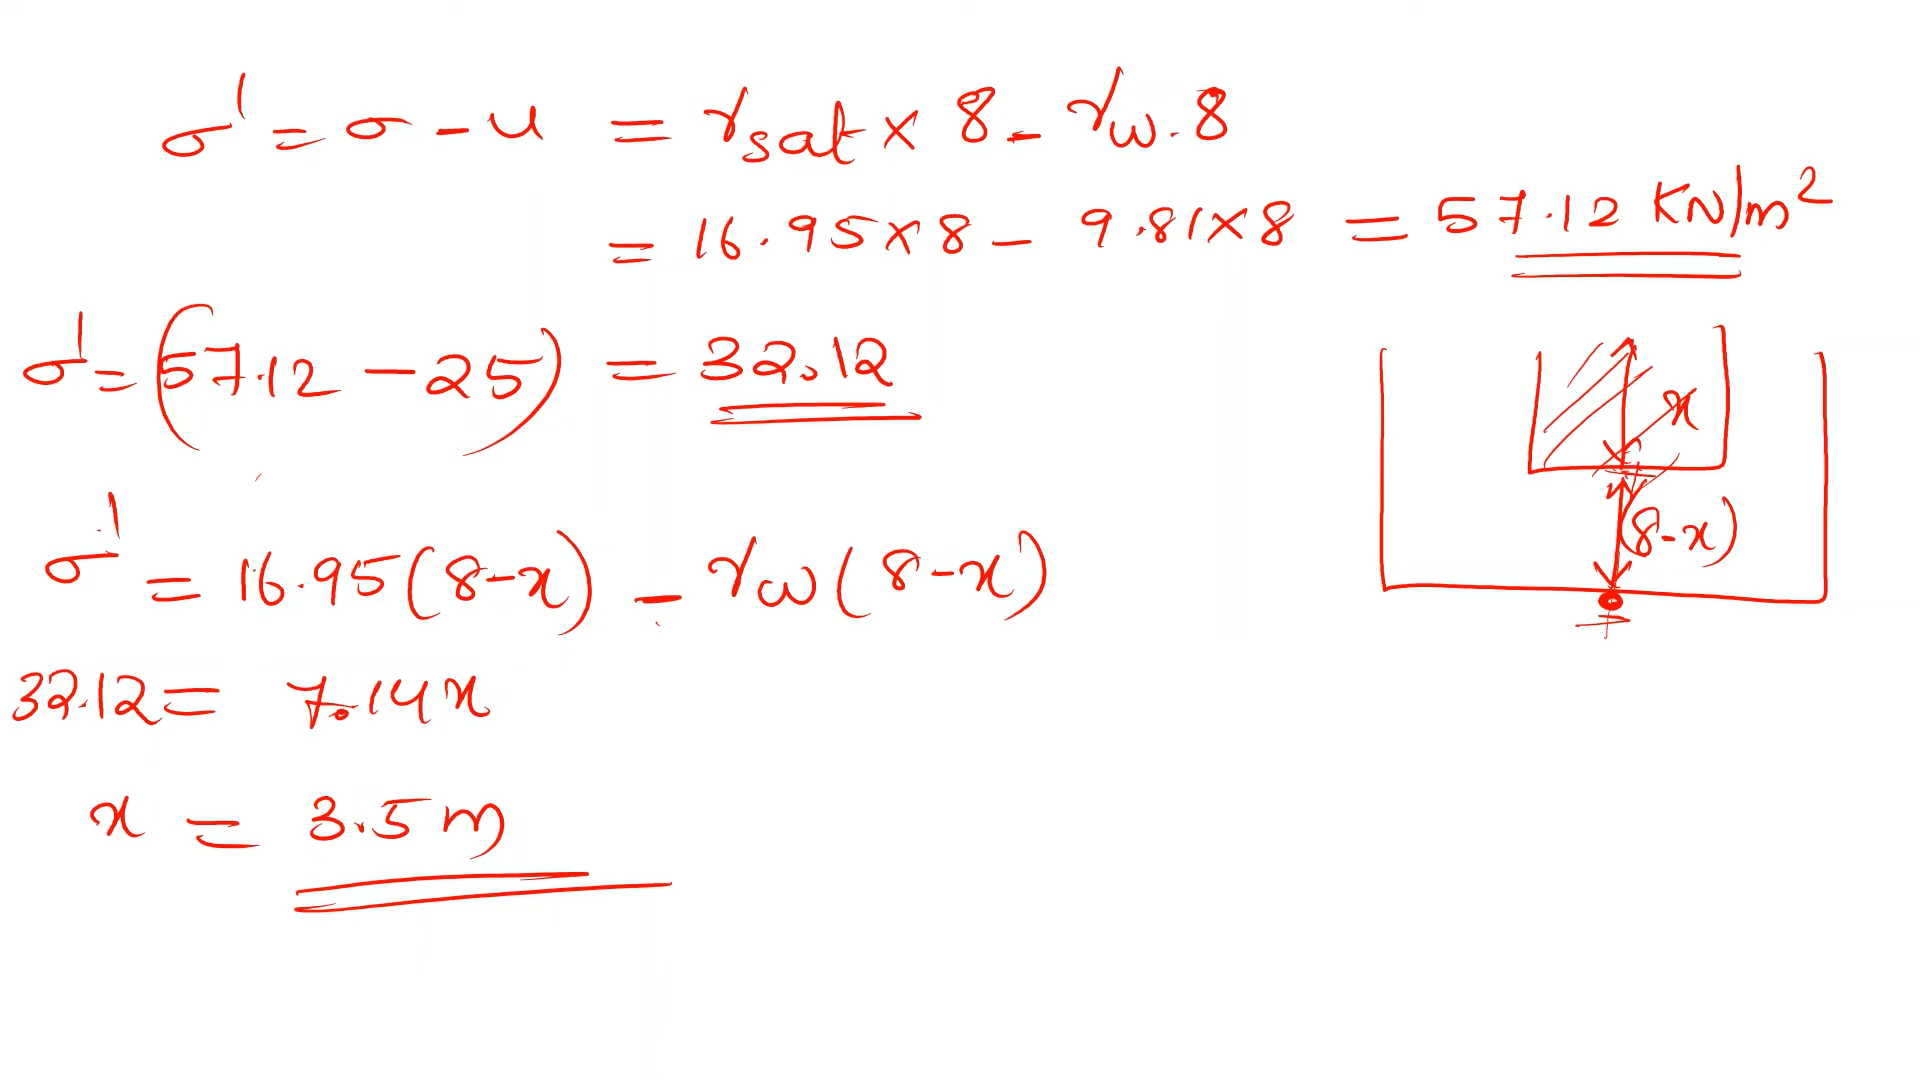 σ' = σ - u = γsat × 8 - γw.8
= 16.95×8 - 9.81×8 = 57.12 KN/m²
σ' = (57.12 - 25) = 32.12
x
σ' = 16.95(8-x) - γw(8-x)
(8-x)
32.12 = 7.14x
x = 3.5m